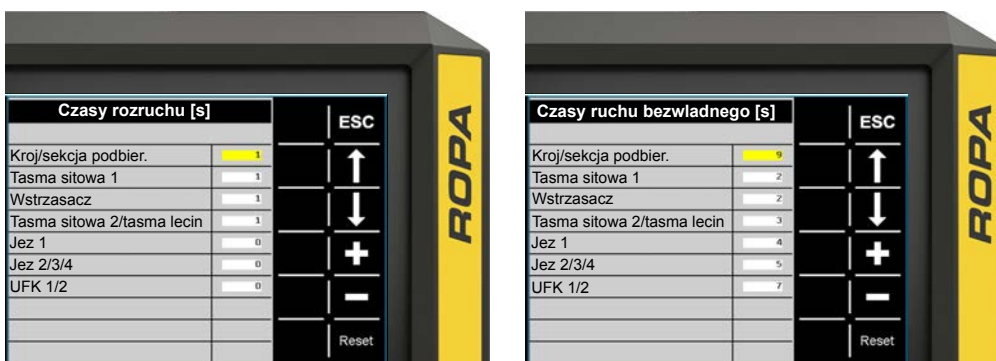 Czasy rozruchu [s]
ESC
Kroj/sekcja podbier. 1
Tasma sitowa 1 1
Wstrzasacz 1
Tasma sitowa 2/tasma lecin 1
Jez 1 0
Jez 2/3/4 0
UFK 1/2 0
Reset
ROPA
Czasy ruchu bezwladnego [s]
ESC
Kroj/sekcja podbier. 9
Tasma sitowa 1 2
Wstrzasacz 2
Tasma sitowa 2/tasma lecin 3
Jez 1 4
Jez 2/3/4 5
UFK 1/2 7
Reset
ROPA